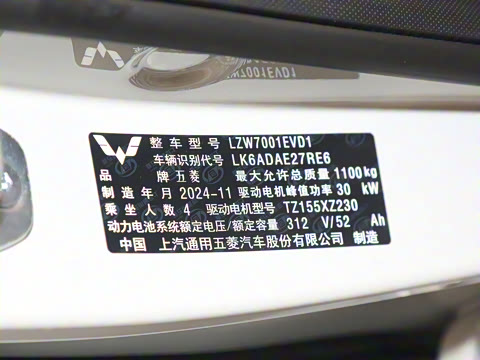 LZW7001EVD1
整车型号 LZW7001EVD1
车辆识别代号 LK6ADAE27RE6
品 牌 五菱 最大允许总质量 1100kg
制造年月 2024-11 驱动电机峰值功率 30 kW
乘坐人数 4 驱动电机型号 TZ155XZ230
动力电池系统额定电压/额定容量 312 V/52 Ah
中国 上汽通用五菱汽车股份有限公司 制造